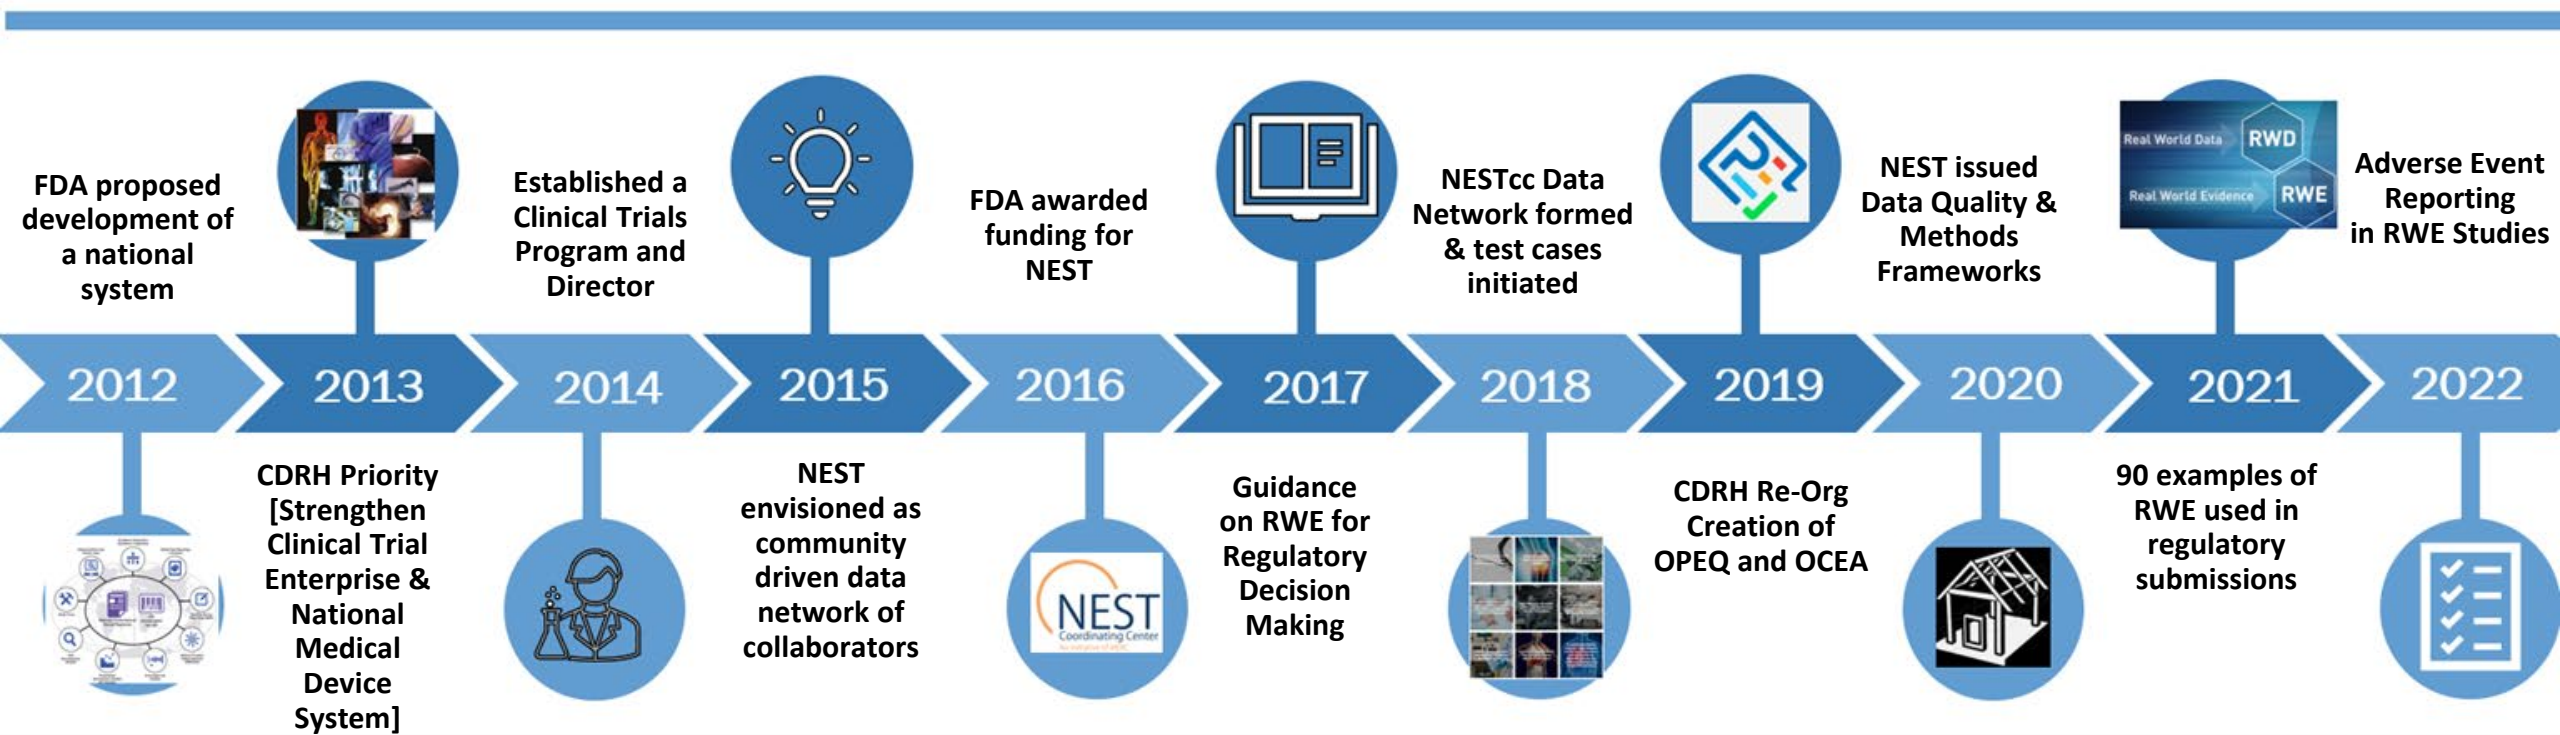 FDA proposed
development of
a national
system
2012
2013
CDRH Priority
[Strengthen
Clinical Trial
Enterprise &
National
Medical
Device
System]
Established a
Clinical Trials
Program and
Director
2014
2015
NEST
envisioned as
community
driven data
network of
collaborators
FDA awarded
funding for
NEST
2016
NEST
Coordinating Center
2017
Guidance
on RWE for
Regulatory
Decision
Making
NESTcc Data
Network formed
& test cases
initiated
2018
2019
CDRH Re-Org
Creation of
OPEQ and OCEA
NEST issued
Data Quality &
Methods
Frameworks
2020
Real World Data
RWD
Real World Evidence
RWE
2021
90 examples of
RWE used in
regulatory
submissions
Adverse Event
Reporting
in RWE Studies
2022